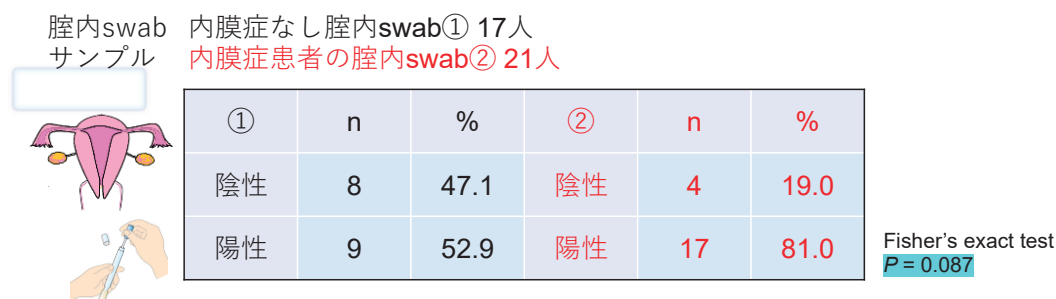 腟内swab 内膜症なし腟内swab① 17人
サンプル 内膜症患者の腟内swab② 21人
① n % ② n %
陰性 8 47.1 陰性 4 19.0
陽性 9 52.9 陽性 17 81.0
Fisher's exact test
P = 0.087